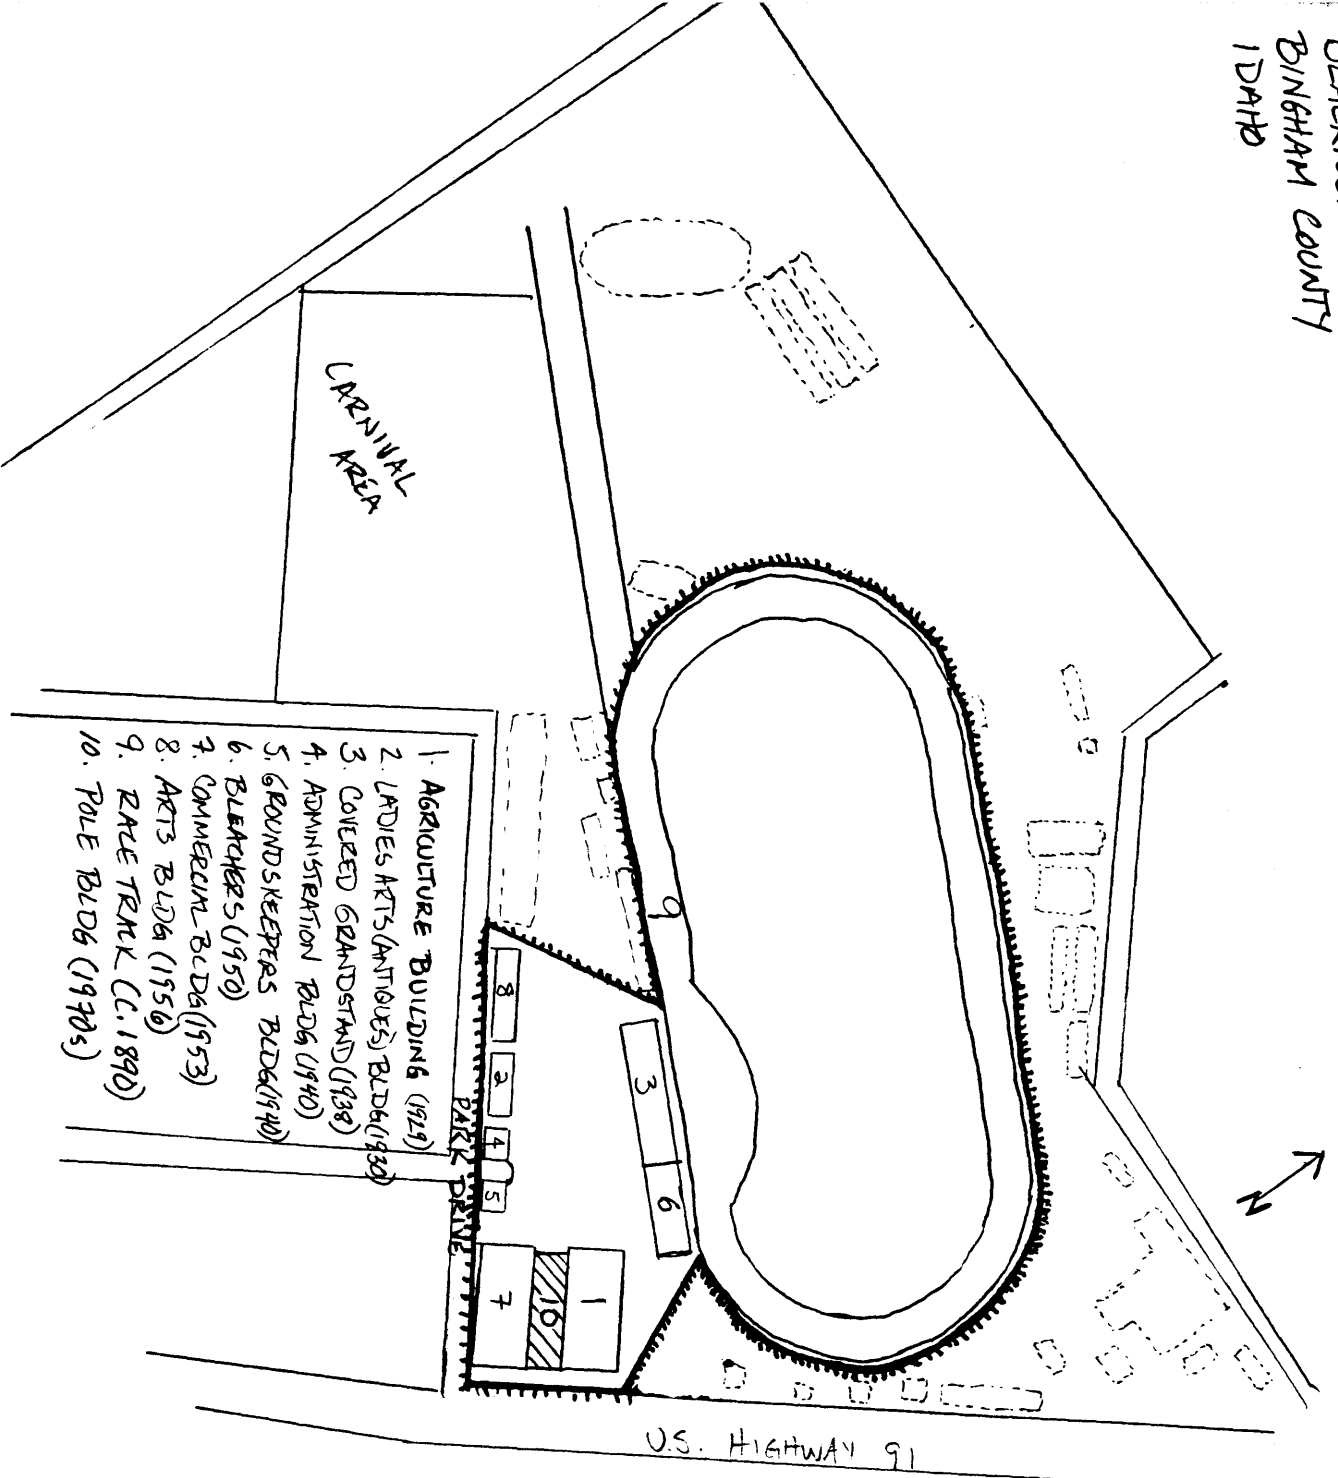 BINGHAM COUNTY
IDAHO
CARNIVAL
AREA
1. AGRICULTURE BUILDING (1929)
2. LADIES ARTS (ANTIQUES) BLDG (1930)
3. COVERED GRANDSTAND (1938)
4. ADMINISTRATION BLDG (1940)
5. GROUNDSKEEPERS BLDG (1940)
6. BLEACHERS (1950)
7. COMMERCIAL BLDG (1953)
8. ARTS BLDG (1956)
9. RACE TRACK (C. 1890)
10. POLE BLDG (1970s)
9
8
2
4
5
3
6
1
10
7
PARK DRIVE
N
U.S. HIGHWAY 91